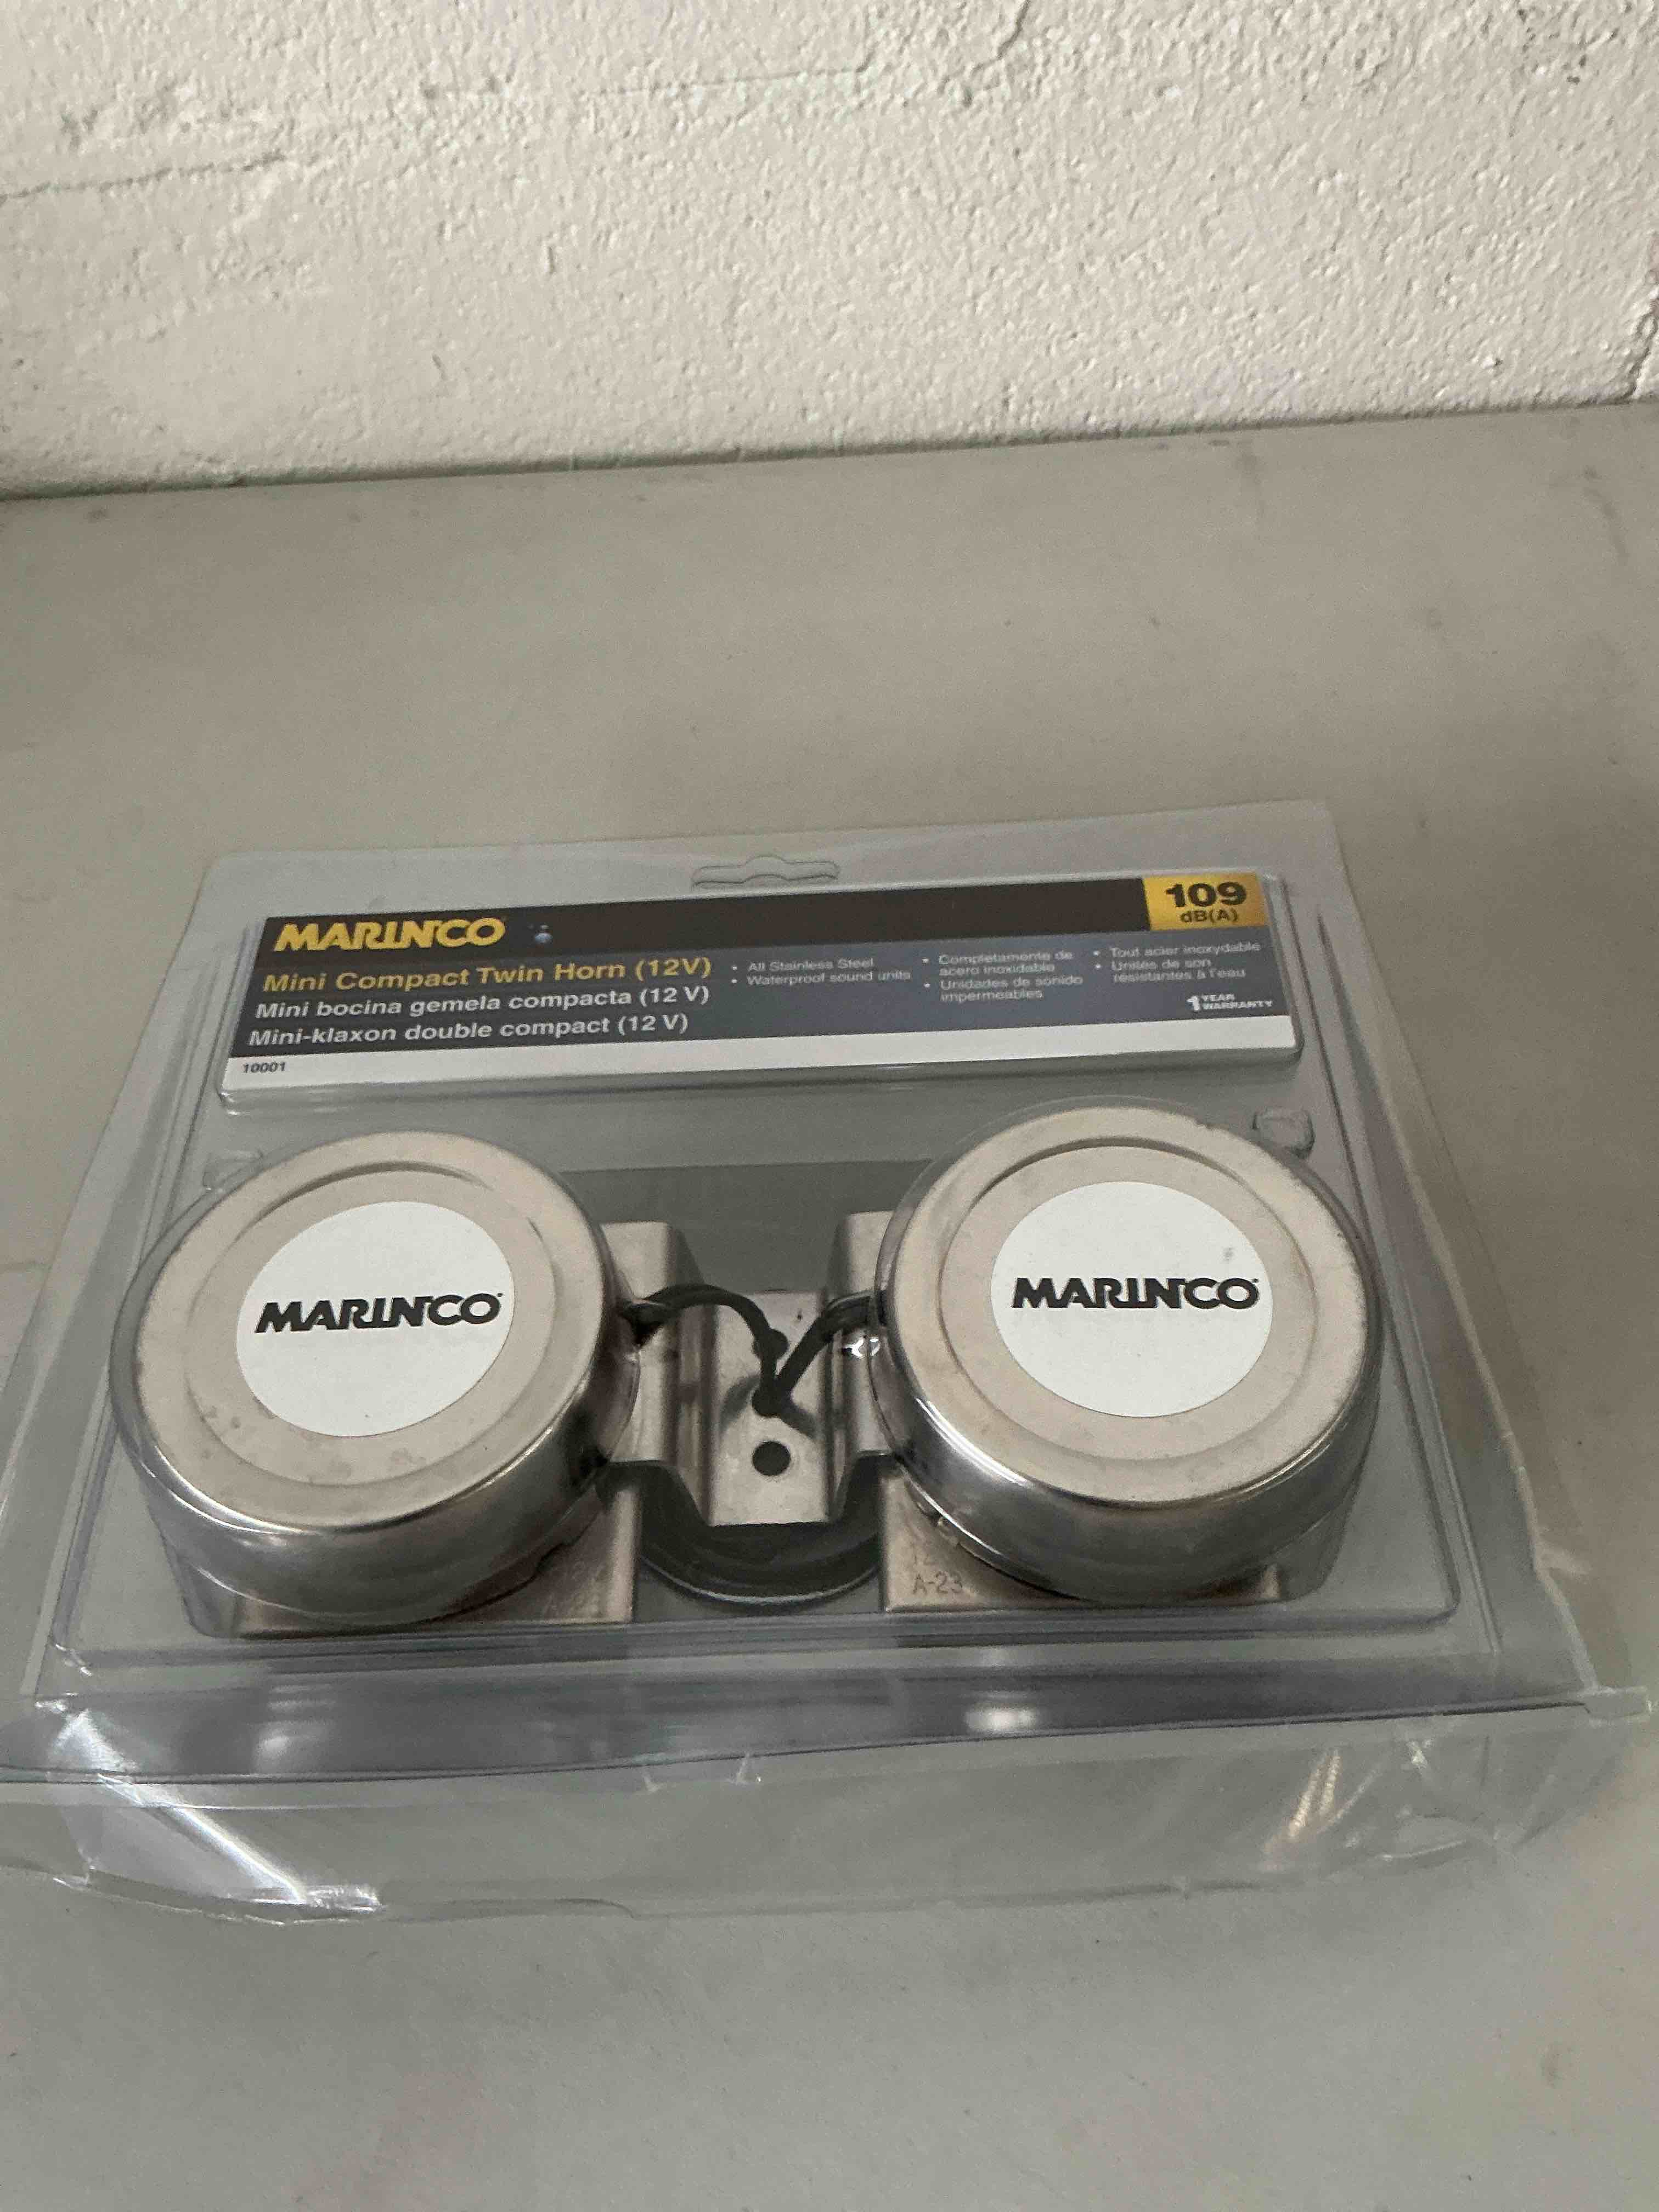 MARINCO
109
dB(A)
Mini Compact Twin Horn (12V)
Mini bocina gemela compacta (12 V)
Mini-klaxon double compact (12 V)
• All Stainless Steel
• Waterproof sound units
• Completamente de
acero inoxidable
• Unidades de sonido
impermeables
• Tout acier inoxydable
• Unités de son
résistantes à l'eau
1 YEAR
WARRANTY
10001
MARINCO
MARINCO
A-23